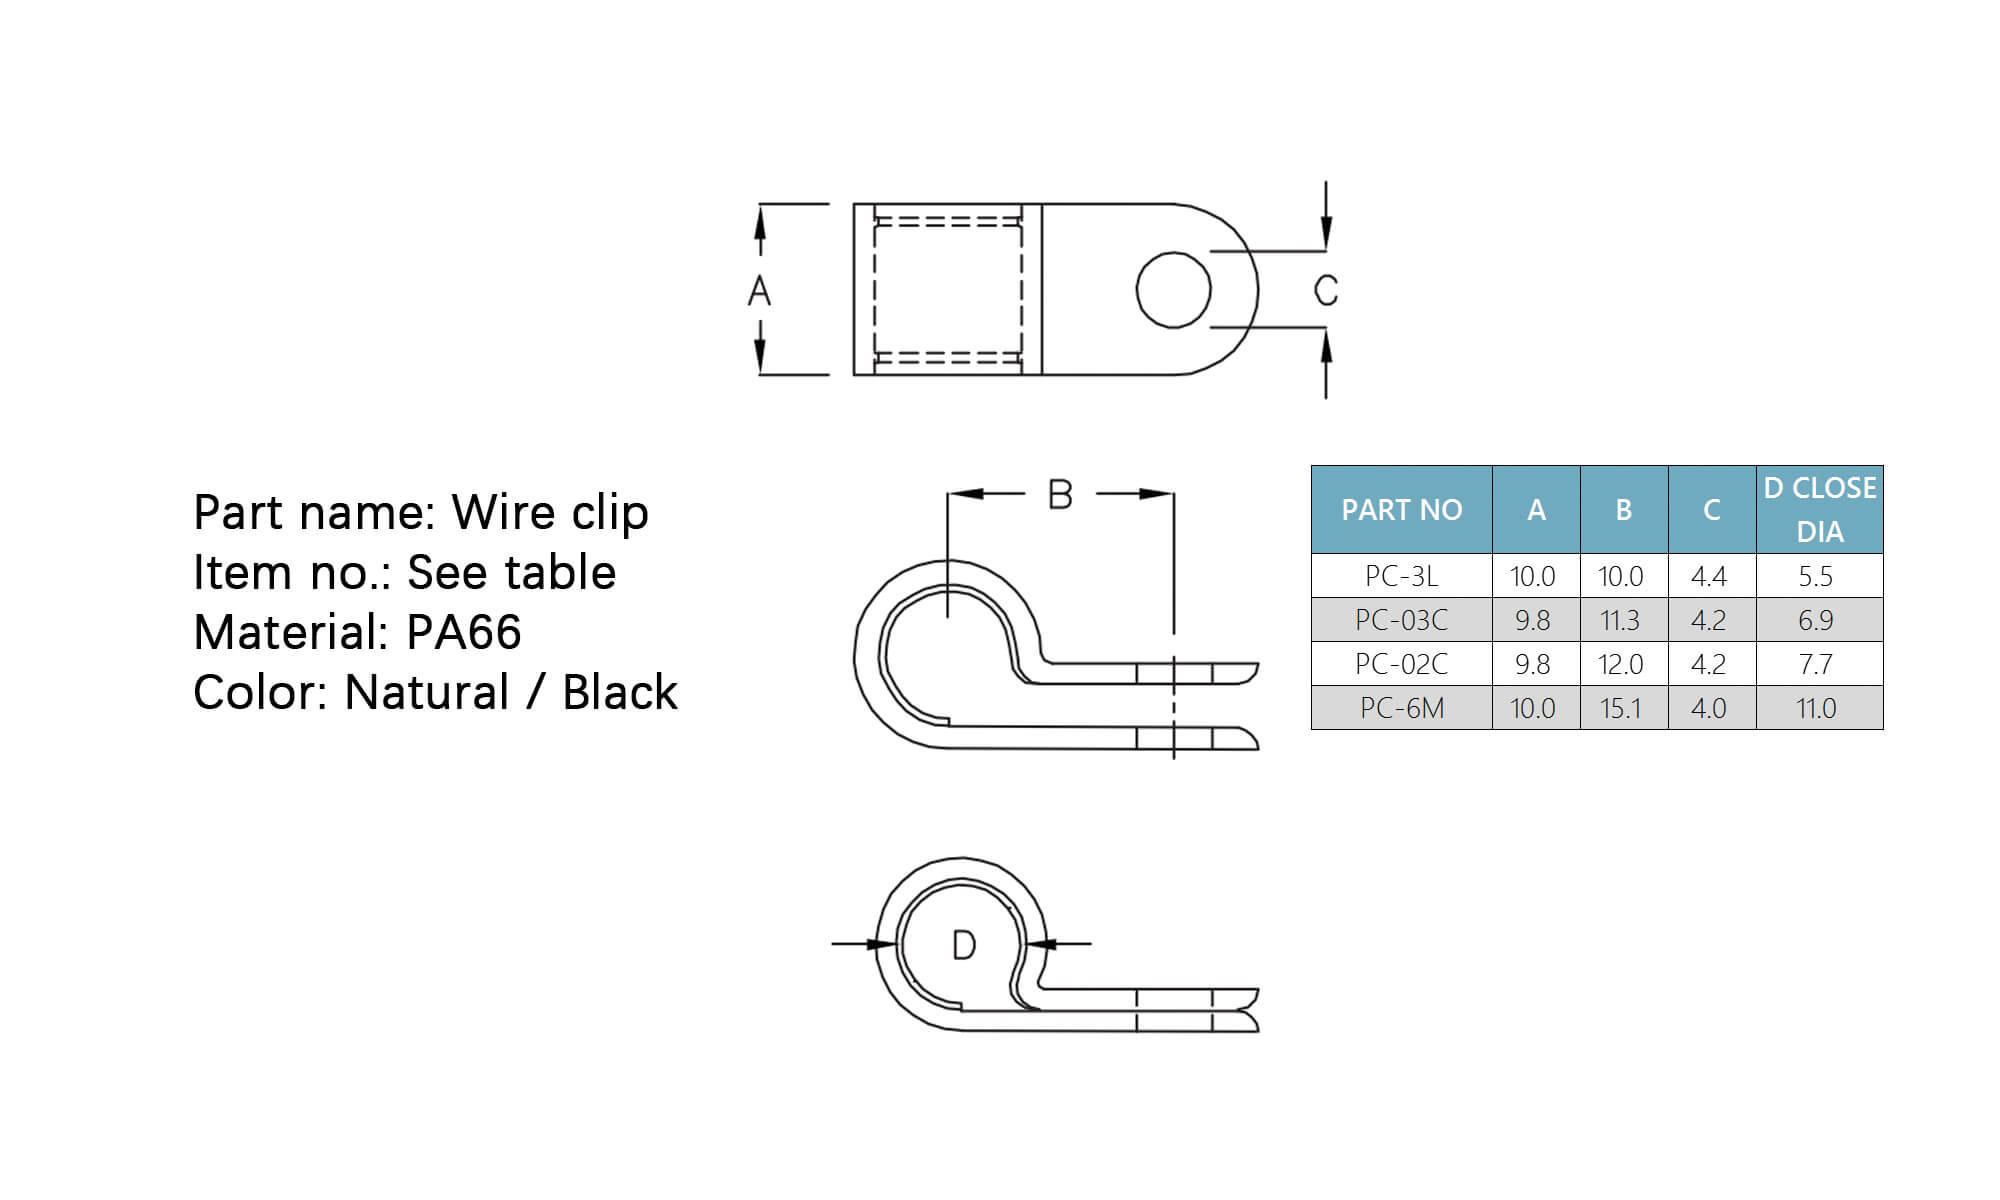 A
C
B
Part name: Wire clip
Item no.: See table
Material: PA66
Color: Natural / Black
PART NO A B C D CLOSE DIA
PC-3L 10.0 10.0 4.4 5.5
PC-03C 9.8 11.3 4.2 6.9
PC-02C 9.8 12.0 4.2 7.7
PC-6M 10.0 15.1 4.0 11.0
D